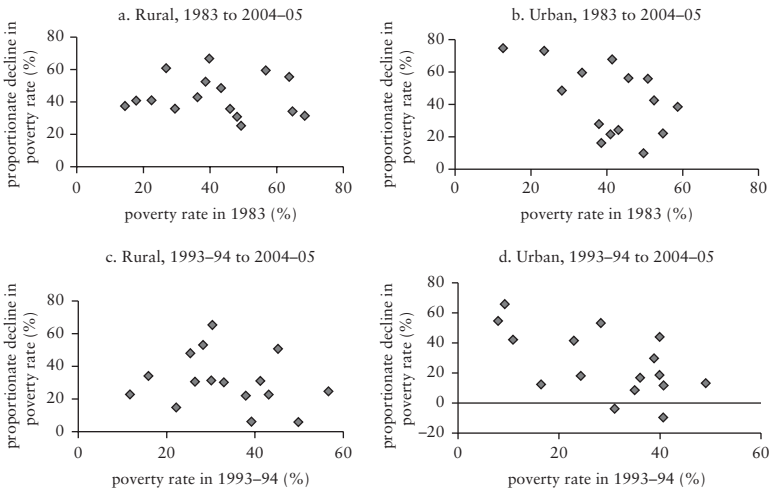 a. Rural, 1983 to 2004–05
proportionate decline in
poverty rate (%)
80
60
40
20
0
0 20 40 60 80
poverty rate in 1983 (%)
b. Urban, 1983 to 2004–05
proportionate decline in
poverty rate (%)
80
60
40
20
0
0 20 40 60 80
poverty rate in 1983 (%)
c. Rural, 1993–94 to 2004–05
proportionate decline in
poverty rate (%)
80
60
40
20
0
0 20 40 60
poverty rate in 1993–94 (%)
d. Urban, 1993–94 to 2004–05
proportionate decline in
poverty rate (%)
80
60
40
20
0
–20
0 20 40 60
poverty rate in 1993–94 (%)